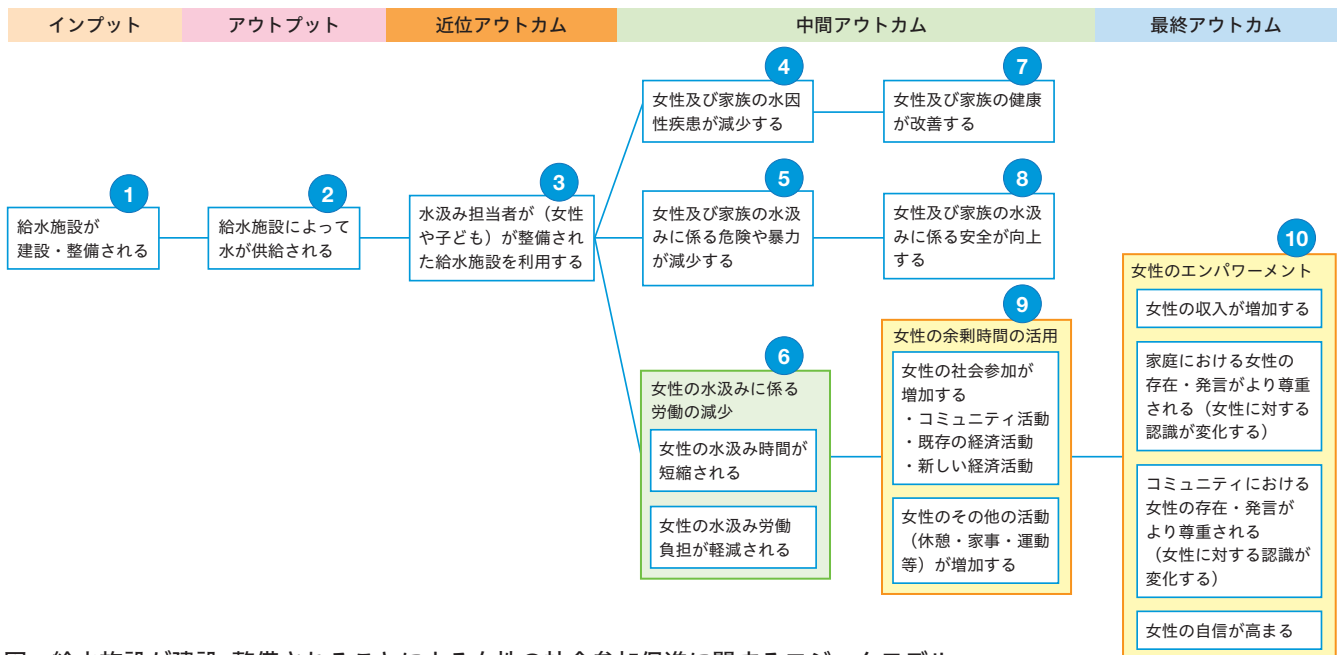 インプット
アウトプット
近位アウトカム
中間アウトカム
最終アウトカム
1
給水施設が
建設・整備される
2
給水施設によって
水が供給される
3
水汲み担当者が（女性
や子ども）が整備され
た給水施設を利用する
4
女性及び家族の水因
性疾患が減少する
7
女性及び家族の健康
が改善する
5
女性及び家族の水汲
みに係る危険や暴力
が減少する
8
女性及び家族の水汲
みに係る安全が向上
する
6
女性の水汲みに係る
労働の減少
女性の水汲み時間が
短縮される
女性の水汲み労働
負担が軽減される
9
女性の余剰時間の活用
女性の社会参加が
増加する
・コミュニティ活動
・既存の経済活動
・新しい経済活動
女性のその他の活動
（休憩・家事・運動
等）が増加する
10
女性のエンパワーメント
女性の収入が増加する
家庭における女性の
存在・発言がより尊重
される（女性に対する
認識が変化する）
コミュニティにおける
女性の存在・発言が
より尊重される
（女性に対する認識が
変化する）
女性の自信が高まる